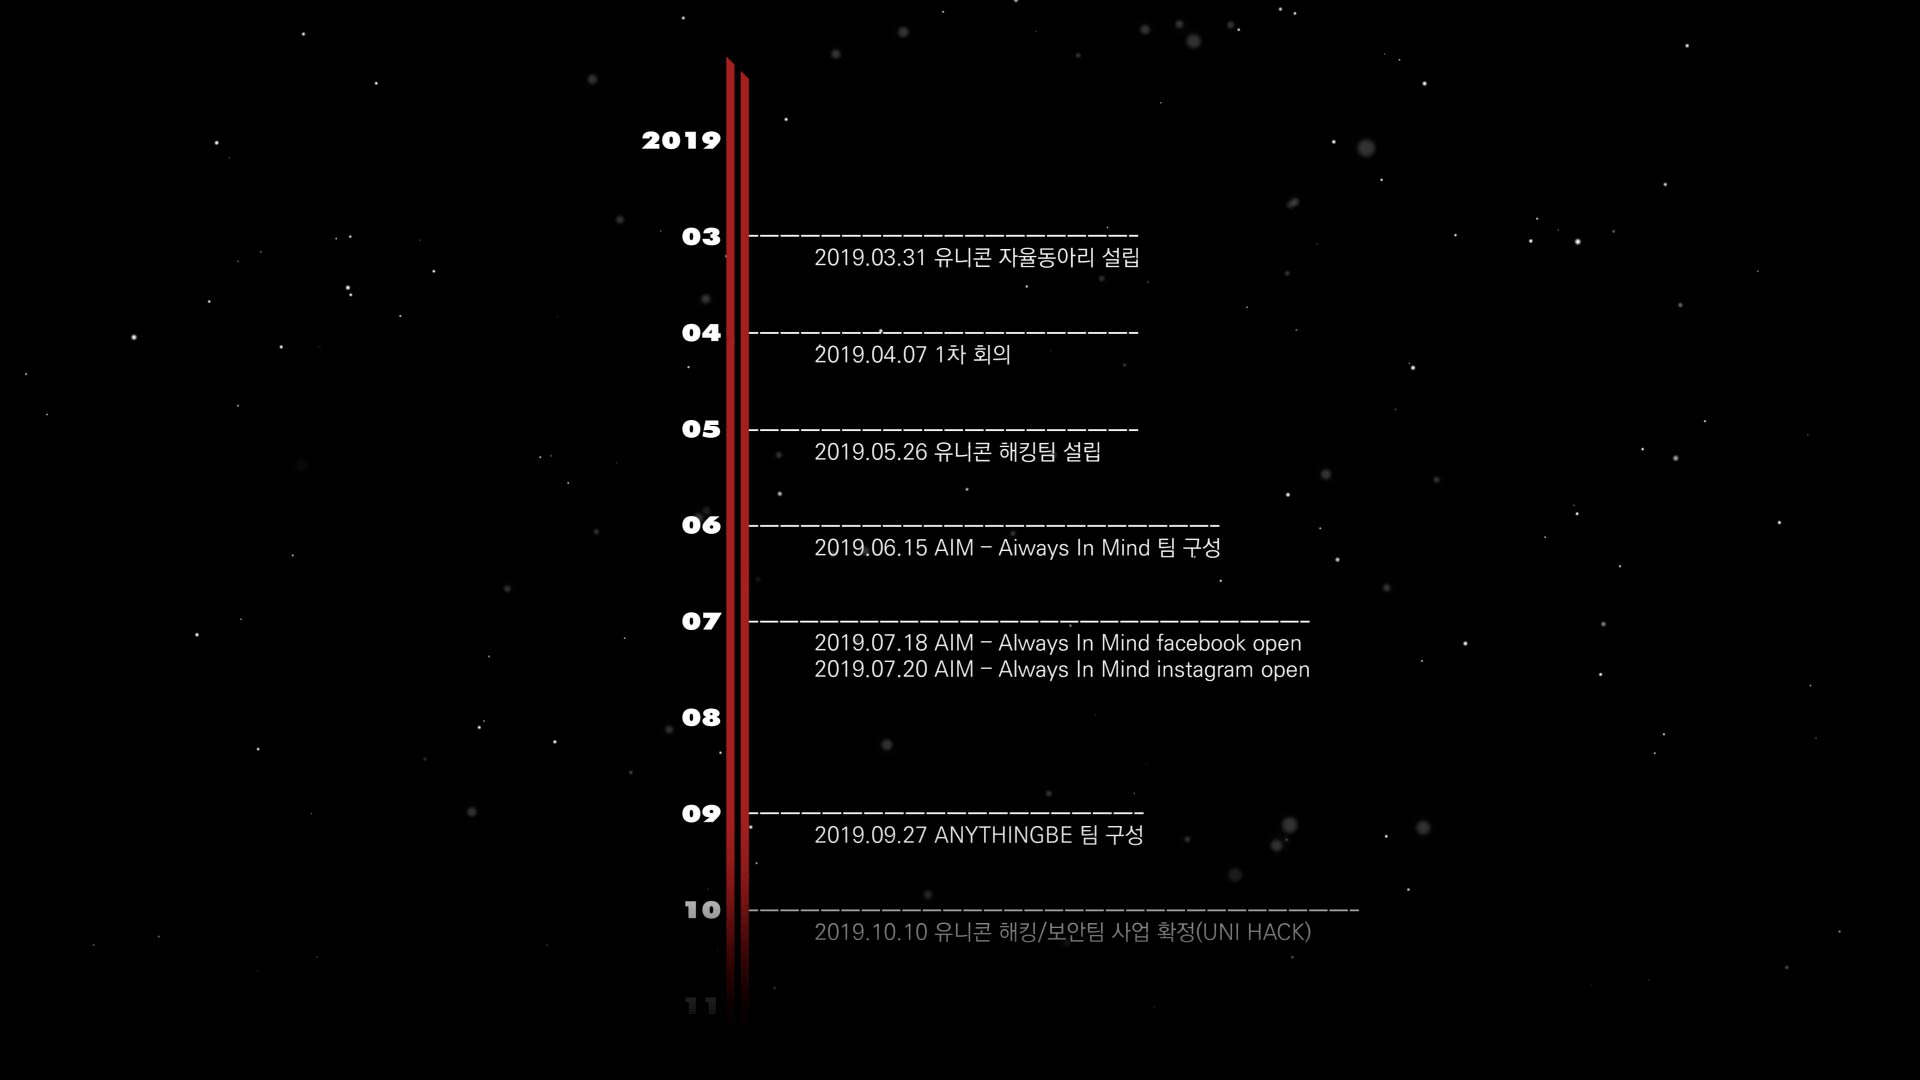 2019
03
2019.03.31 유니콘 자율동아리 설립
04
2019.04.07 1차 회의
05
2019.05.26 유니콘 해킹팀 설립
06
2019.06.15 AIM – Aiways In Mind 팀 구성
07
2019.07.18 AIM – Always In Mind facebook open
2019.07.20 AIM – Always In Mind instagram open
08
09
2019.09.27 ANYTHINGBE 팀 구성
10
2019.10.10 유니콘 해킹/보안팀 사업 확정(UNI HACK)
11